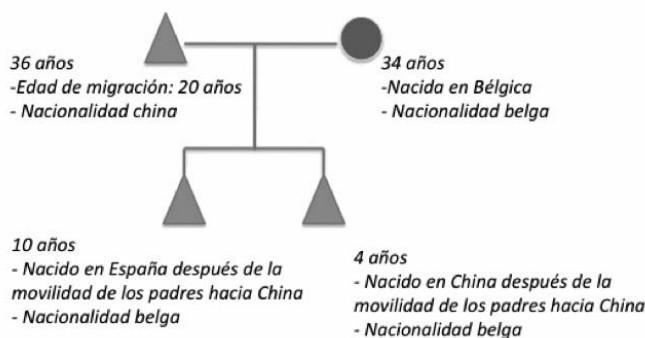 36 años
-Edad de migración: 20 años
- Nacionalidad china
34 años
-Nacida en Bélgica
- Nacionalidad belga
10 años
- Nacido en España después de la
movilidad de los padres hacia China
- Nacionalidad belga
4 años
- Nacido en China después de la
movilidad de los padres hacia China
- Nacionalidad belga